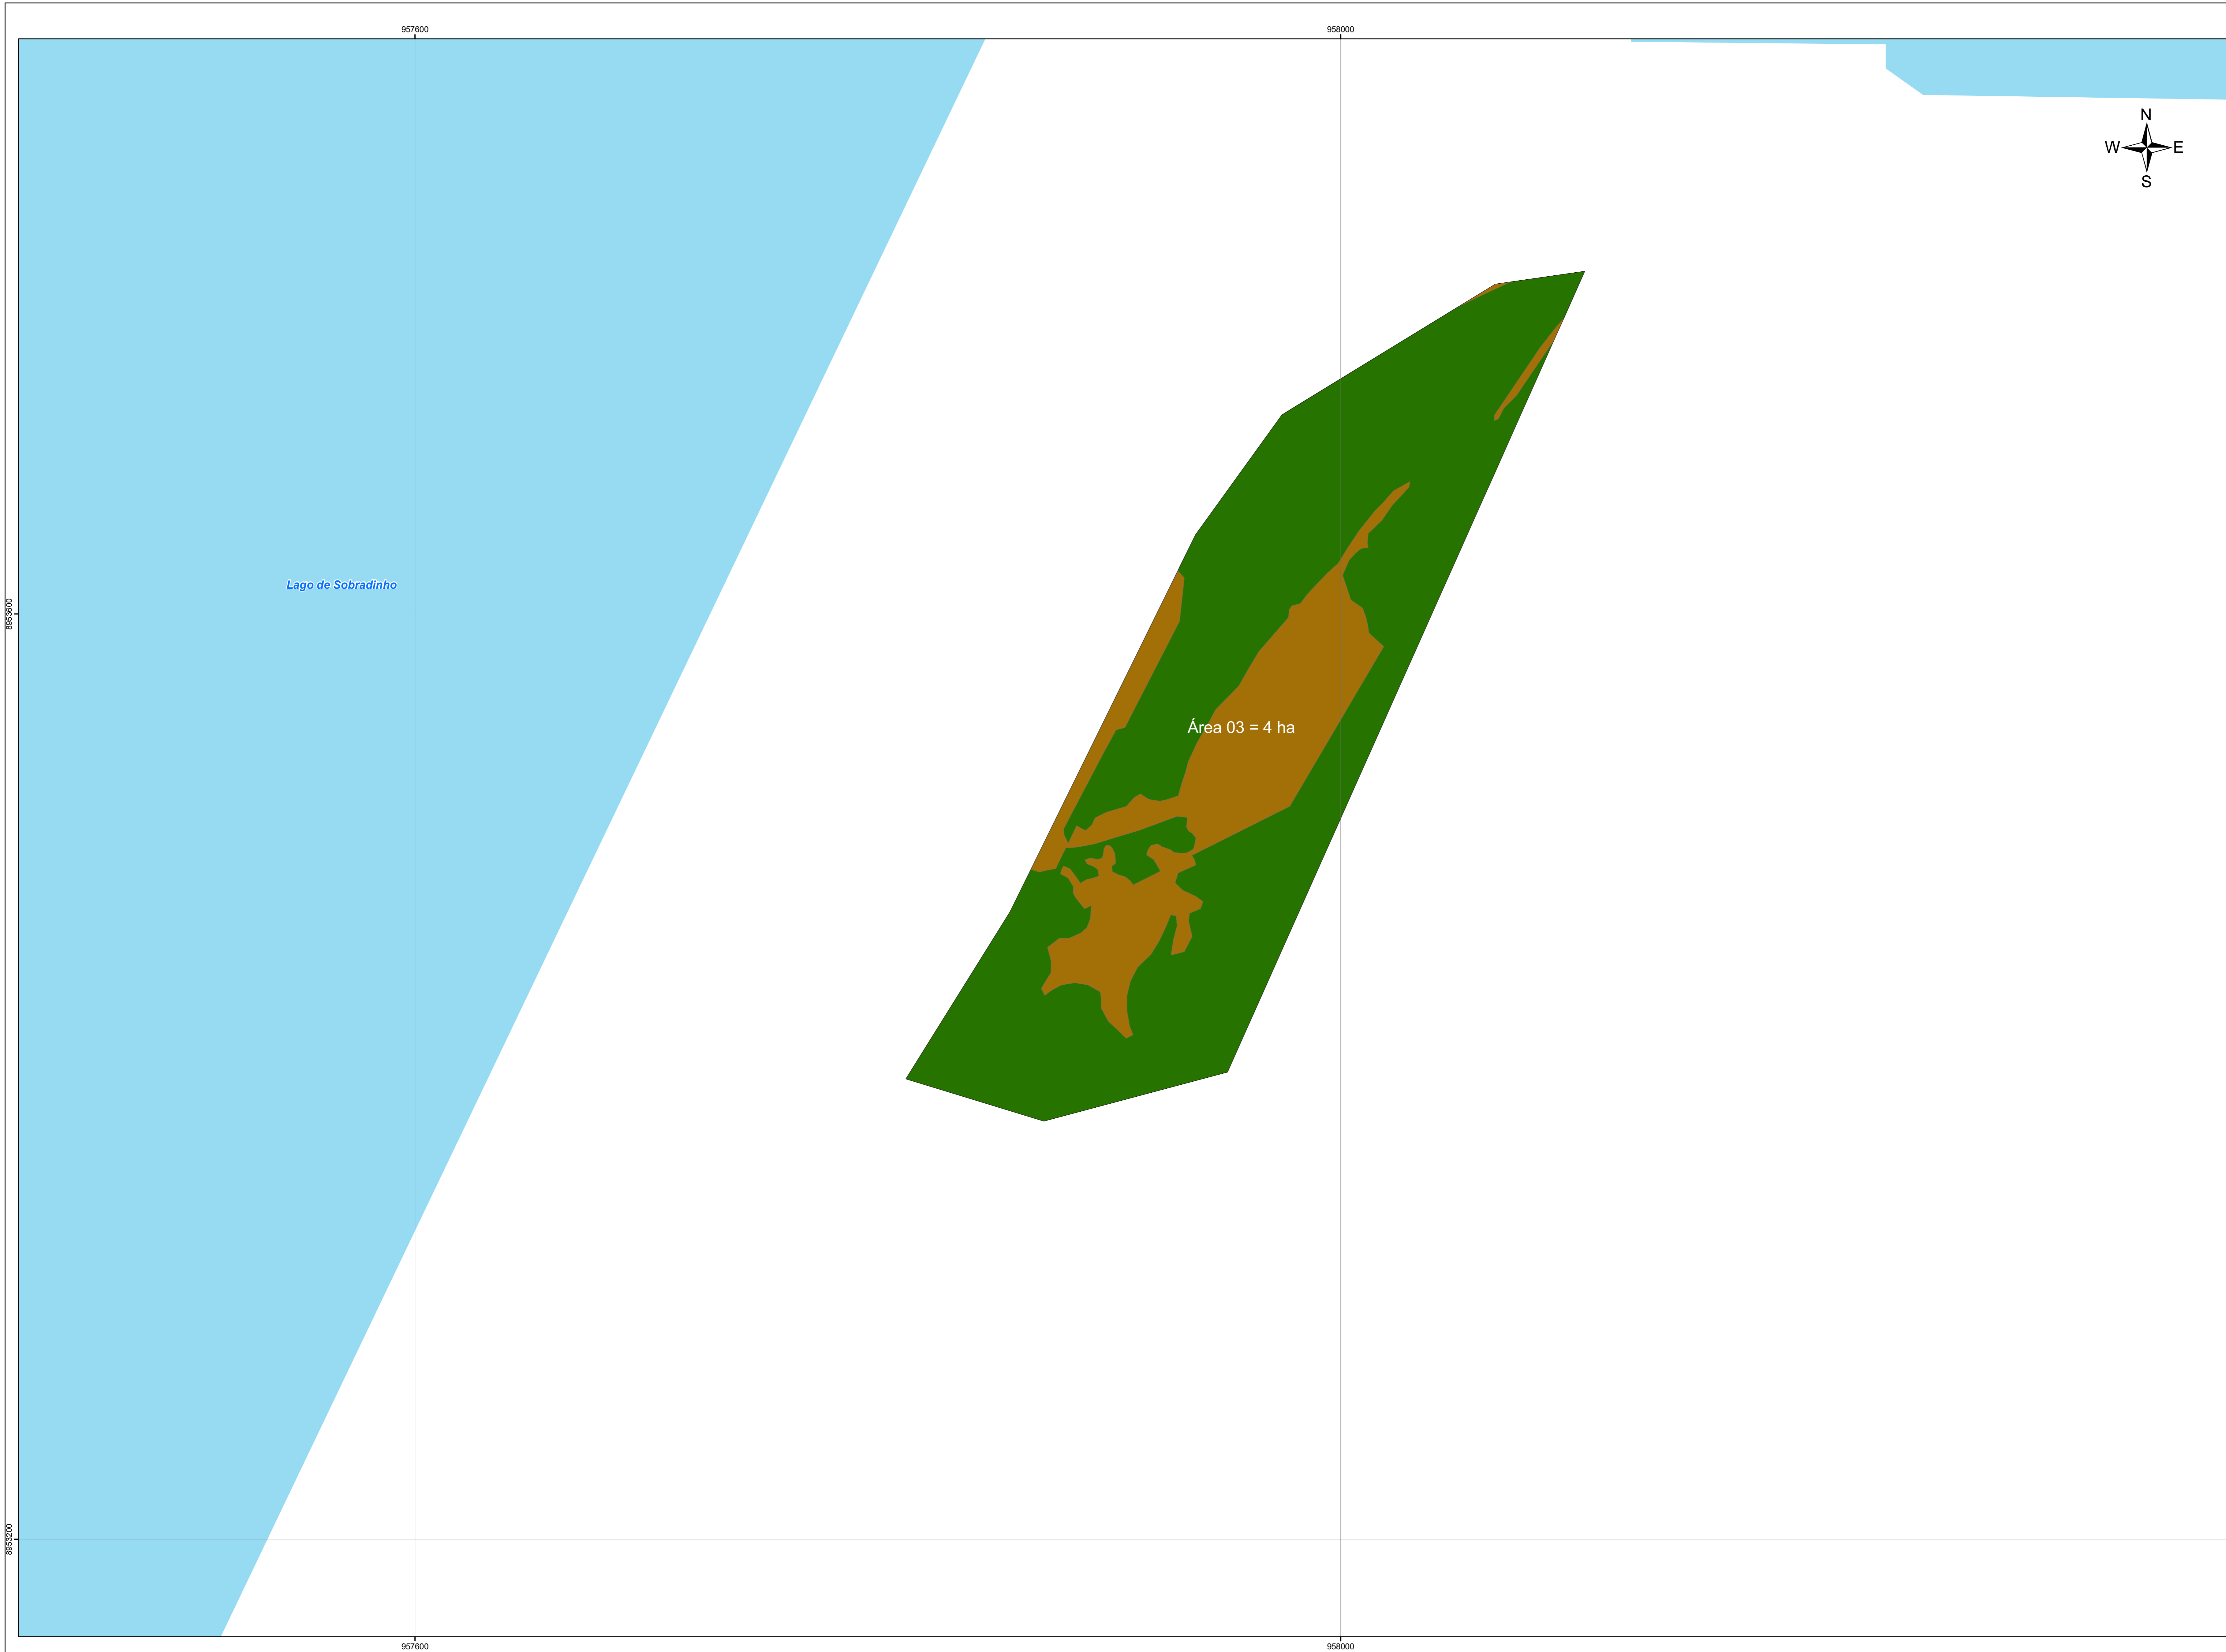 957600
958000
N
W
E
S
Lago de Sobradinho
8953600
Área 03 = 4 ha
8953200
957600
958000